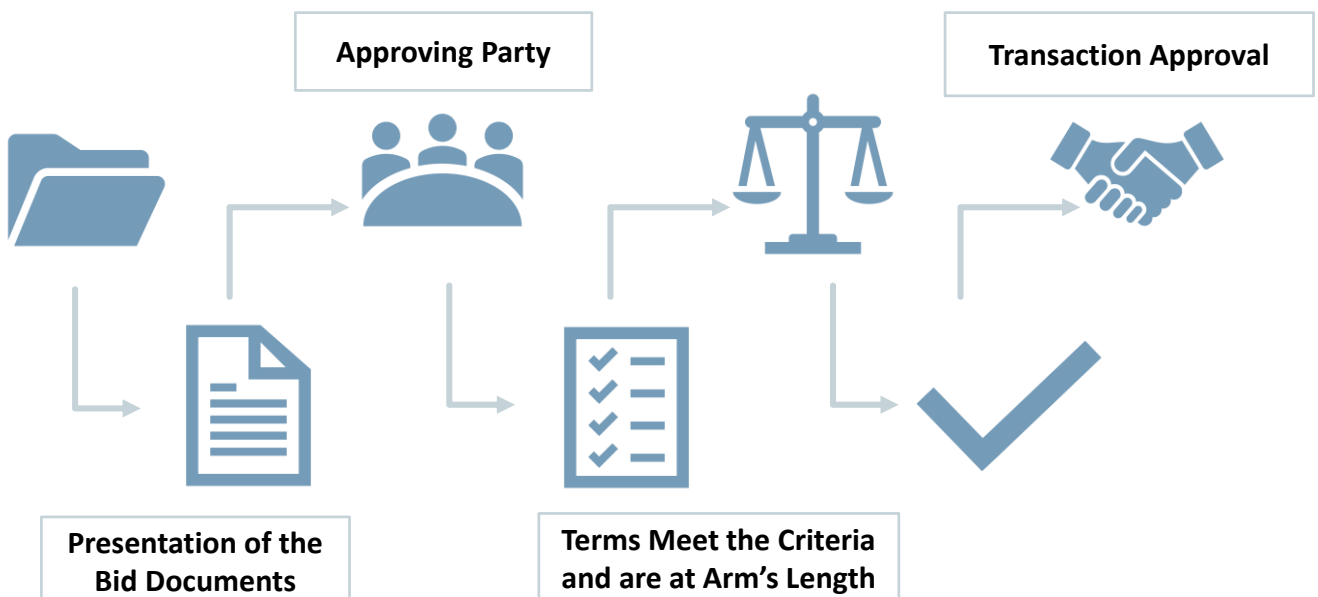 Approving Party
Transaction Approval
Presentation of the
Bid Documents
Terms Meet the Criteria
and are at Arm’s Length